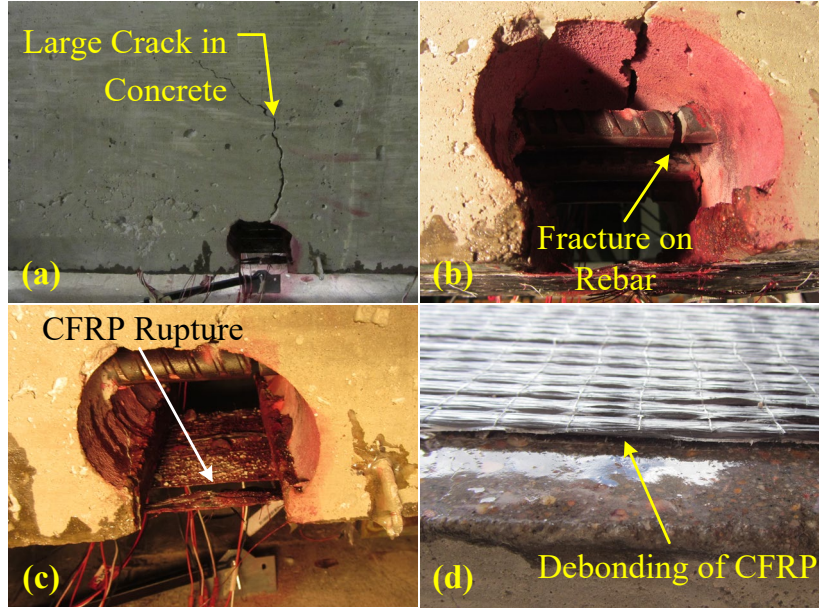 Large Crack in
Concrete
(a)
Fracture on
Rebar
(b)
CFRP Rupture
(c)
Debonding of CFRP
(d)